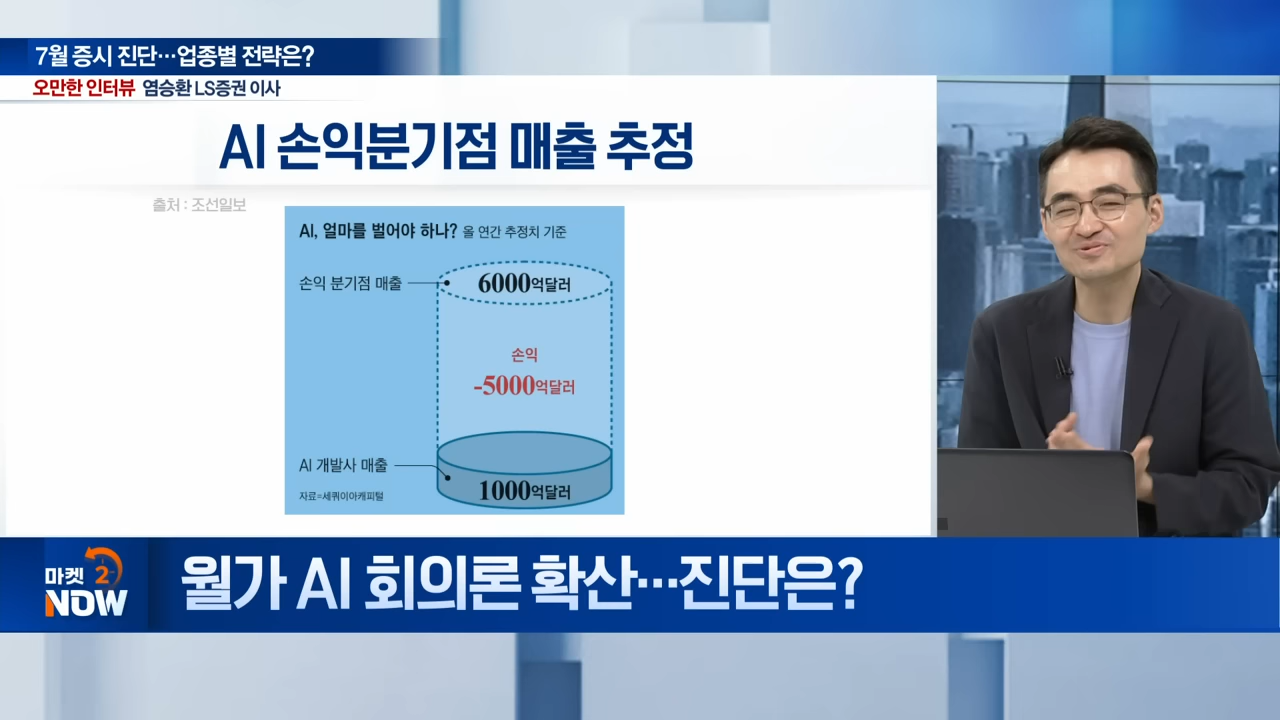 7월 증시 진단…업종별 전략은?
오만한 인터뷰 염승환 LS증권 이사
AI 손익분기점 매출 추정
출처 : 조선일보
AI, 얼마를 벌어야 하나? 올 연간 추정치 기준
손익 분기점 매출
6000억달러
손익
-5000억달러
AI 개발사 매출
1000억달러
자료=세쿼이아캐피털
마켓 2
NOW
월가 AI 회의론 확산…진단은?